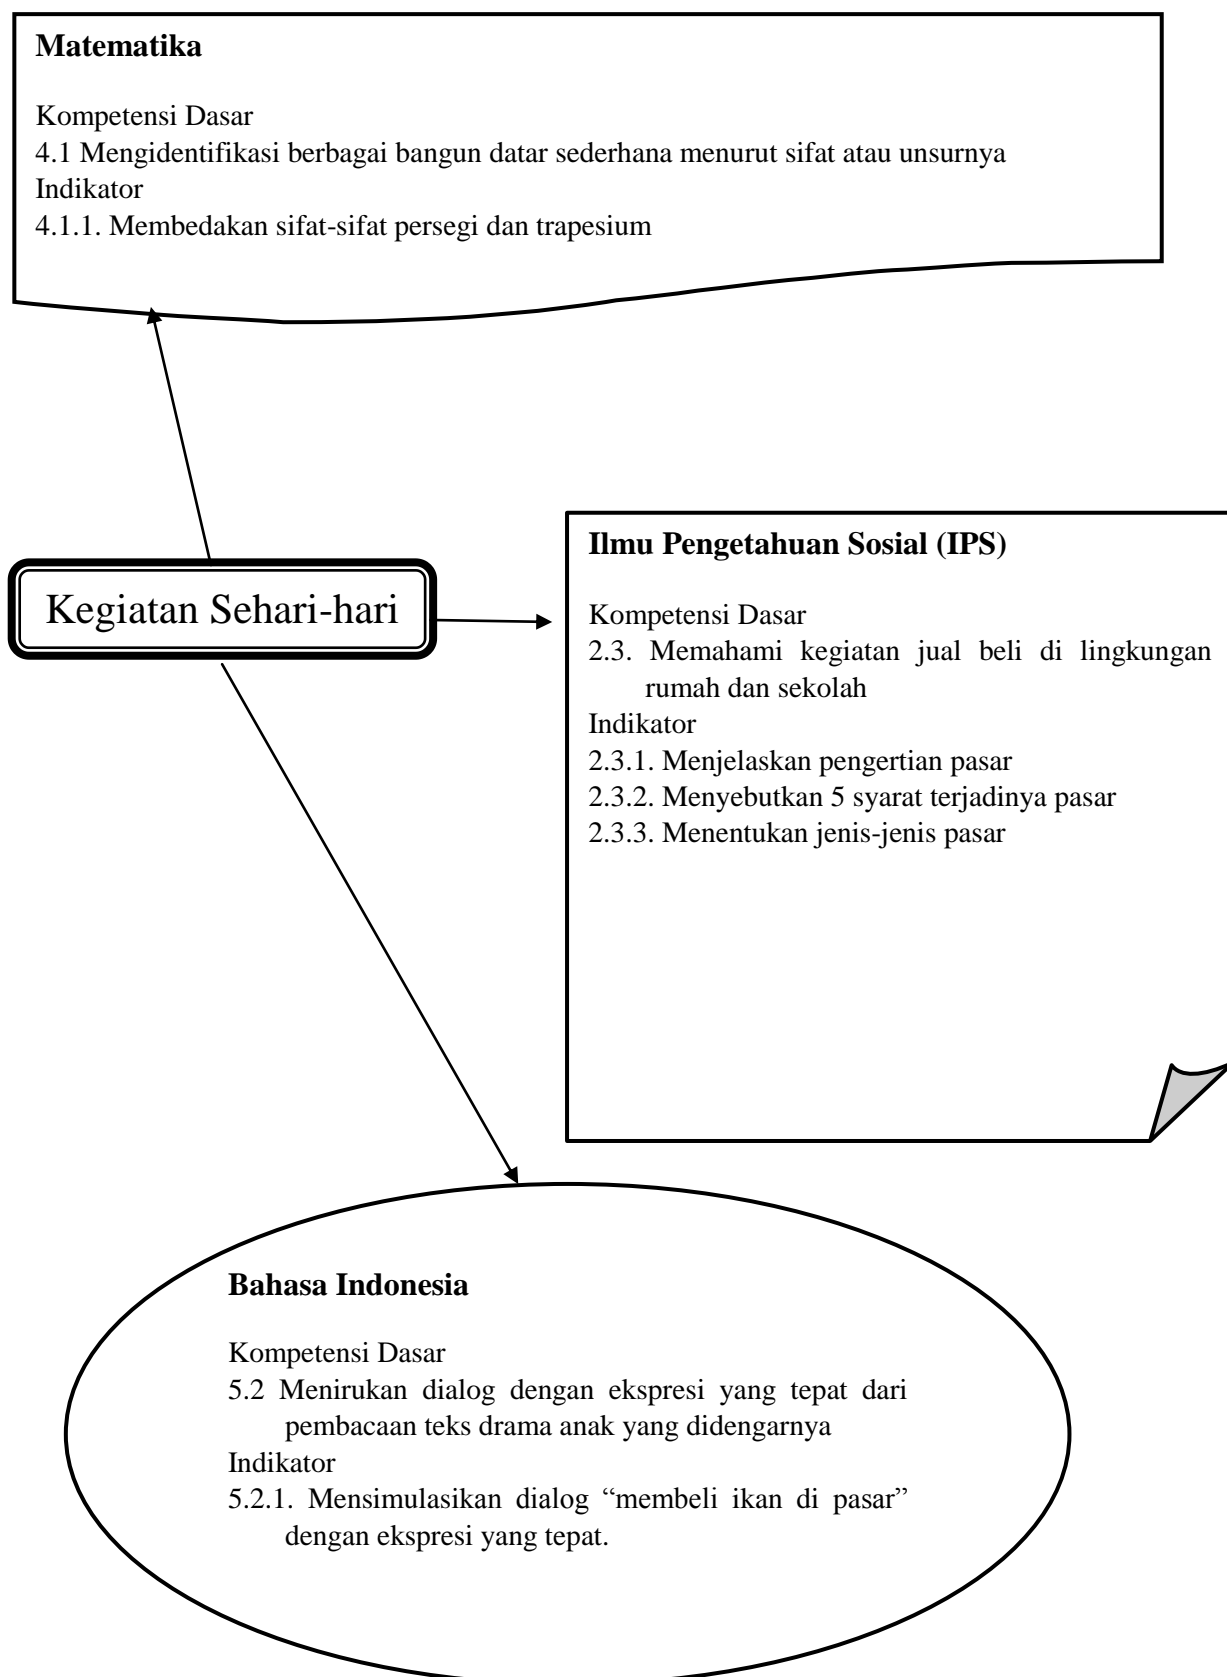 Matematika
Kompetensi Dasar
4.1 Mengidentifikasi berbagai bangun datar sederhana menurut sifat atau unsurnya
Indikator
4.1.1. Membedakan sifat-sifat persegi dan trapesium
Kegiatan Sehari-hari
Ilmu Pengetahuan Sosial (IPS)
Kompetensi Dasar
2.3. Memahami kegiatan jual beli di lingkungan
rumah dan sekolah
Indikator
2.3.1. Menjelaskan pengertian pasar
2.3.2. Menyebutkan 5 syarat terjadinya pasar
2.3.3. Menentukan jenis-jenis pasar
Bahasa Indonesia
Kompetensi Dasar
5.2 Menirukan dialog dengan ekspresi yang tepat dari
pembacaan teks drama anak yang didengarnya
Indikator
5.2.1. Mensimulasikan dialog “membeli ikan di pasar”
dengan ekspresi yang tepat.